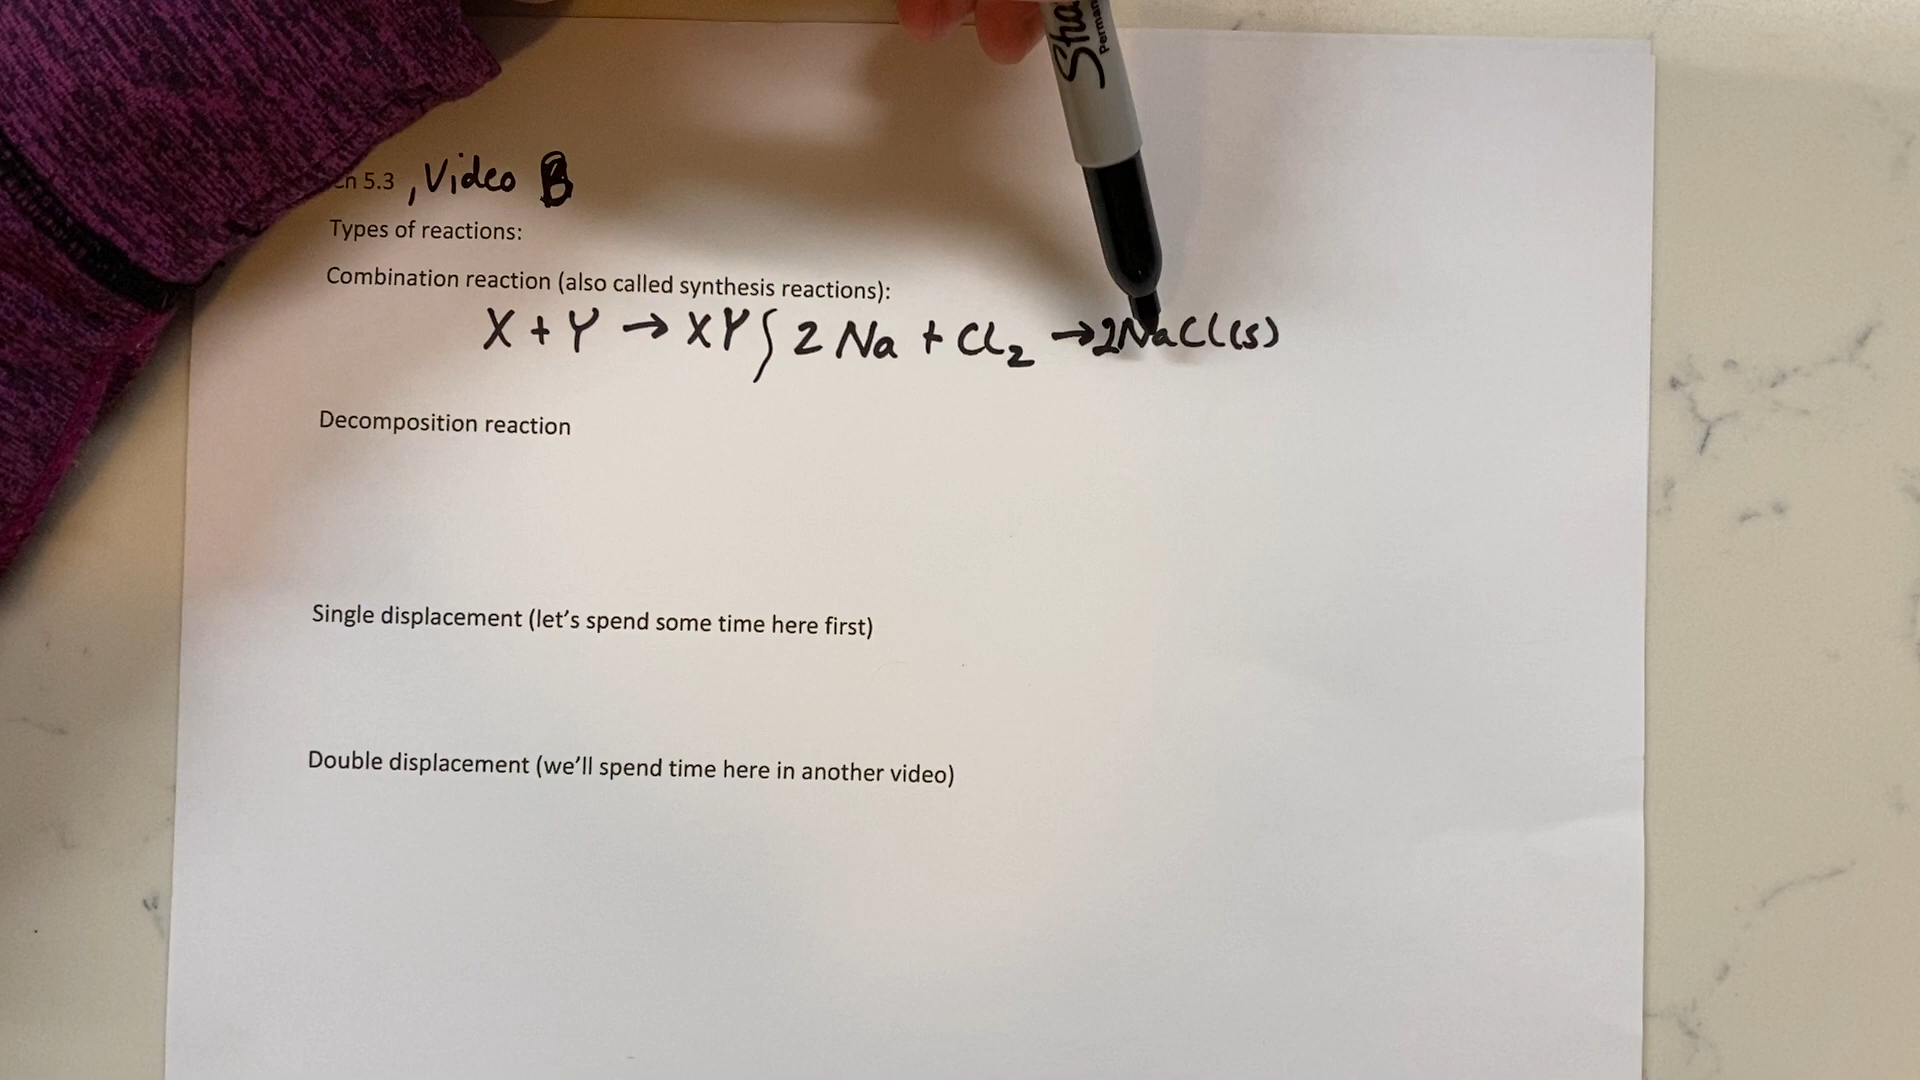 5.3 , Video B
Types of reactions:
Combination reaction (also called synthesis reactions):
X + Y → XY ∫ 2 Na + Cl₂ → 2NaCl(s)
Decomposition reaction
Single displacement (let's spend some time here first)
Double displacement (we'll spend time here in another video)